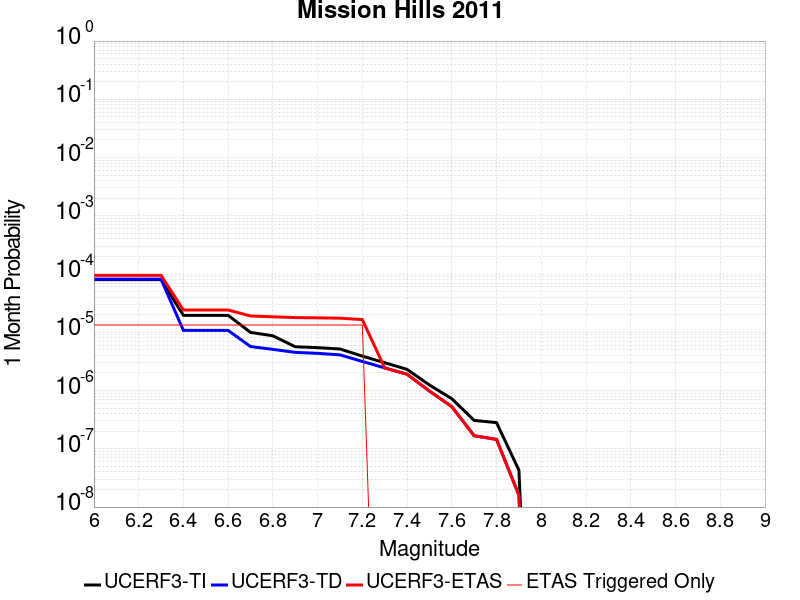 Mission Hills 2011
10^0
10^-1
10^-2
10^-3
10^-4
10^-5
10^-6
10^-7
10^-8
1 Month Probability
6 6.2 6.4 6.6 6.8 7 7.2 7.4 7.6 7.8 8 8.2 8.4 8.6 8.8 9
Magnitude
UCERF3-TI UCERF3-TD UCERF3-ETAS ETAS Triggered Only